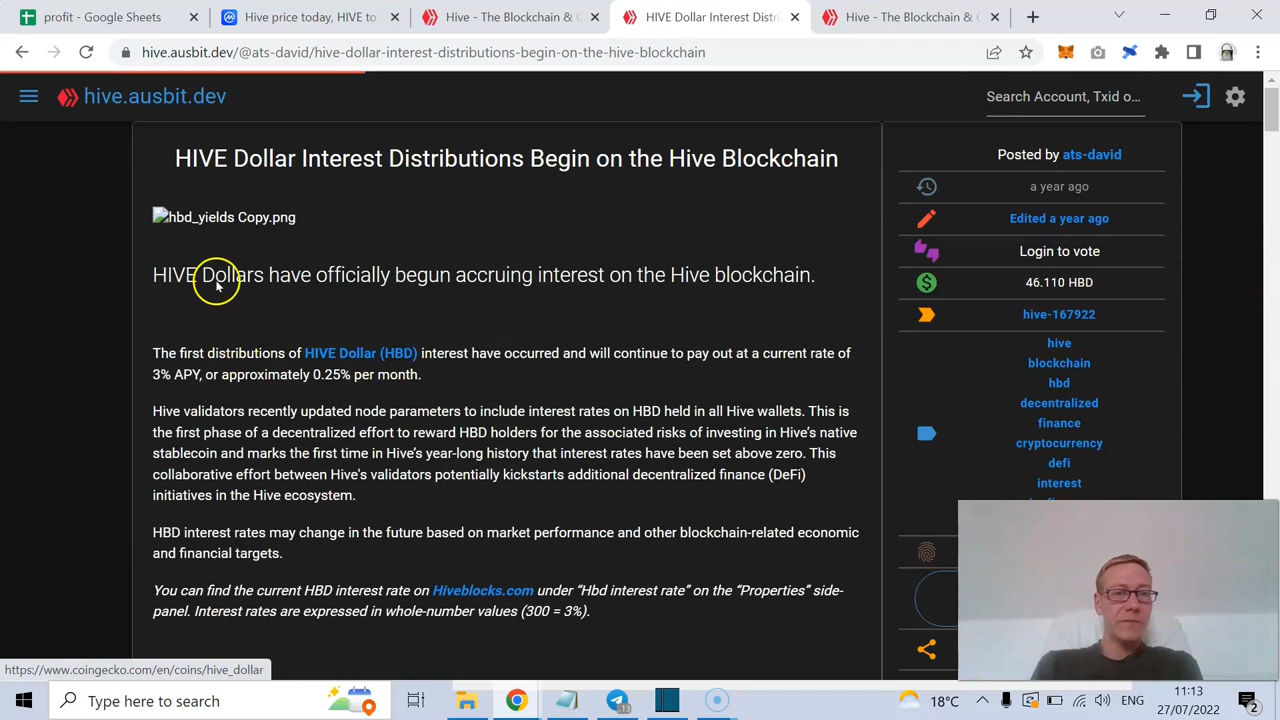 profit - Google Sheets
Hive price today, HIVE to
Hive - The Blockchain & C
HIVE Dollar Interest Distri
Hive - The Blockchain & C
hive.ausbit.dev/@ats-david/hive-dollar-interest-distributions-begin-on-the-hive-blockchain
hive.ausbit.dev
Search Account, Txid o...
HIVE Dollar Interest Distributions Begin on the Hive Blockchain
hbd_yields Copy.png
HIVE Dollars have officially begun accruing interest on the Hive blockchain.
The first distributions of HIVE Dollar (HBD) interest have occurred and will continue to pay out at a current rate of
3% APY, or approximately 0.25% per month.
Hive validators recently updated node parameters to include interest rates on HBD held in all Hive wallets. This is
the first phase of a decentralized effort to reward HBD holders for the associated risks of investing in Hive’s native
stablecoin and marks the first time in Hive’s year-long history that interest rates have been set above zero. This
collaborative effort between Hive's validators potentially kickstarts additional decentralized finance (DeFi)
initiatives in the Hive ecosystem.
HBD interest rates may change in the future based on market performance and other blockchain-related economic
and financial targets.
You can find the current HBD interest rate on Hiveblocks.com under “Hbd interest rate” on the “Properties” side-
panel. Interest rates are expressed in whole-number values (300 = 3%).
Posted by ats-david
a year ago
Edited a year ago
Login to vote
46.110 HBD
hive-167922
hive
blockchain
hbd
decentralized
finance
cryptocurrency
defi
interest
https://www.coingecko.com/en/coins/hive_dollar
Type here to search
13
18°C
ENG
11:13
27/07/2022
2